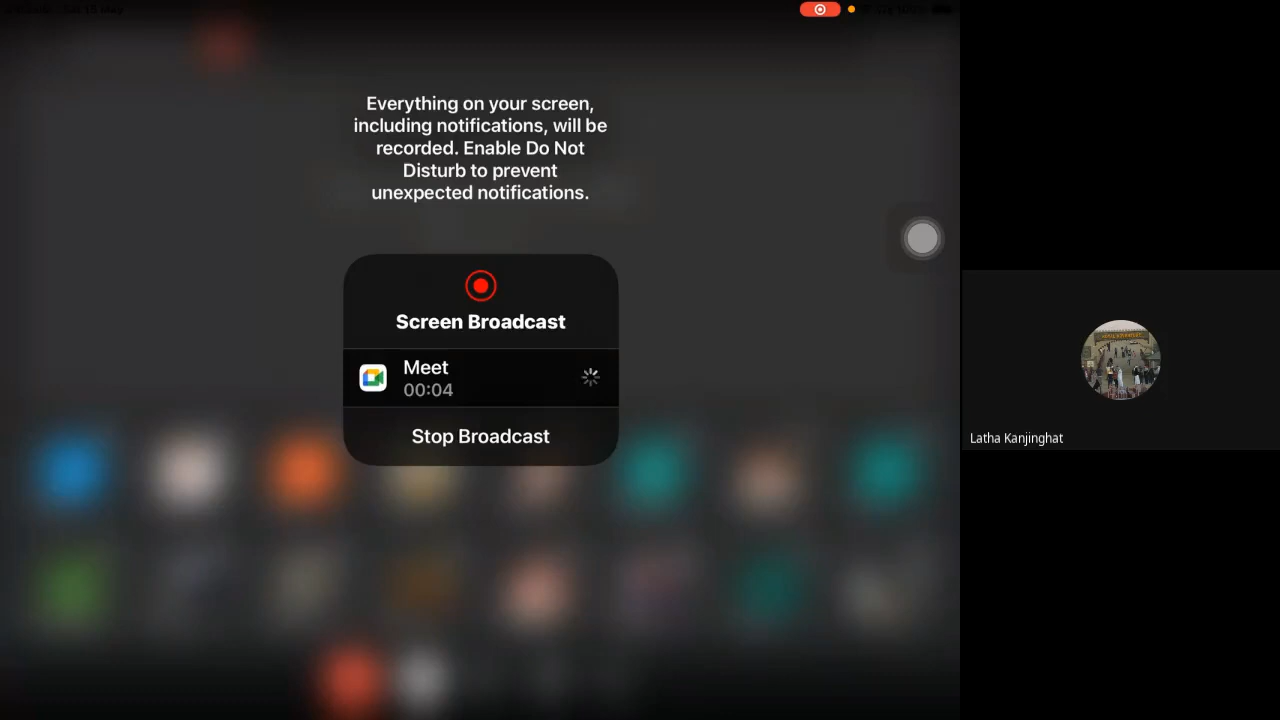 Everything on your screen,
including notifications, will be
recorded. Enable Do Not
Disturb to prevent
unexpected notifications.
Screen Broadcast
Meet
00:04
Stop Broadcast
Latha Kanjinghat